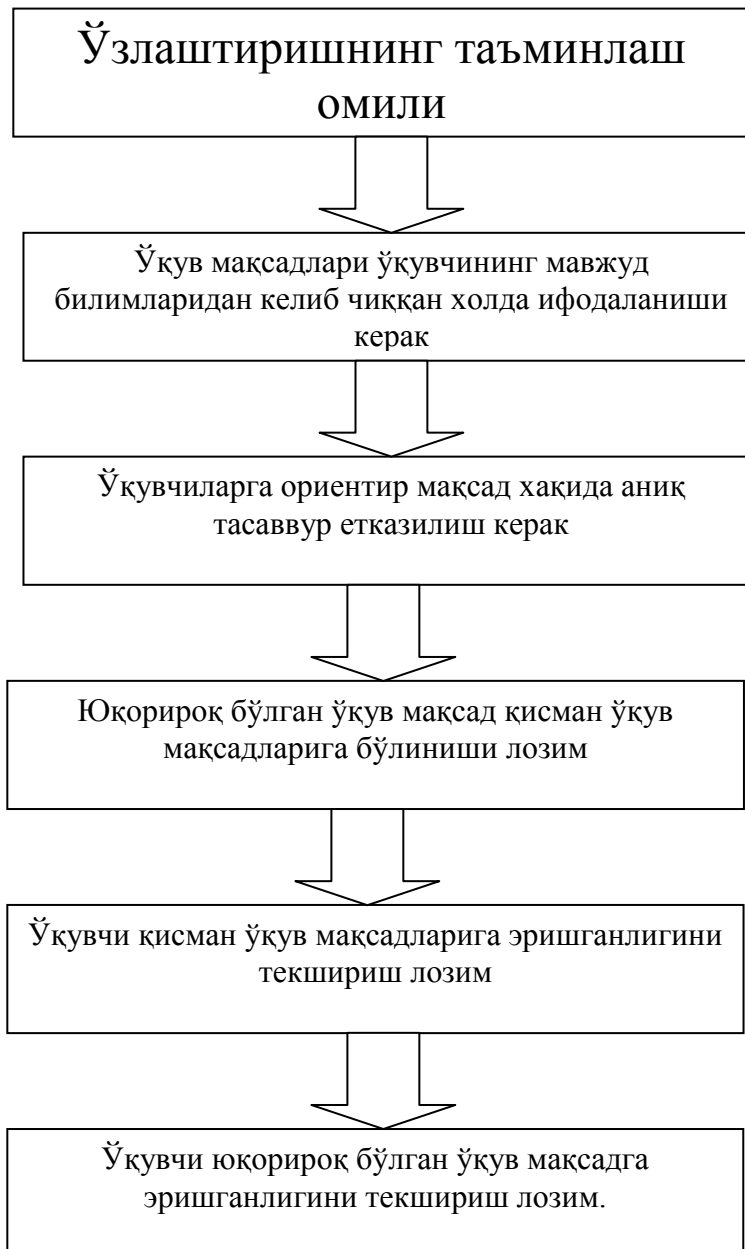 Ўзлаштиришнинг таъминлаш
омили
Ўқув мақсадлари ўқувчининг мавжуд
билимларидан келиб чиққан холда ифодаланиши
керак
Ўқувчиларга ориентир мақсад хақида аниқ
тасаввур етказилиш керак
Юқорироқ бўлган ўқув мақсад қисман ўқув
мақсадларига бўлиниши лозим
Ўқувчи қисман ўқув мақсадларига эришганлигини
текшириш лозим
Ўқувчи юқорироқ бўлган ўқув мақсадга
эришганлигини текшириш лозим.